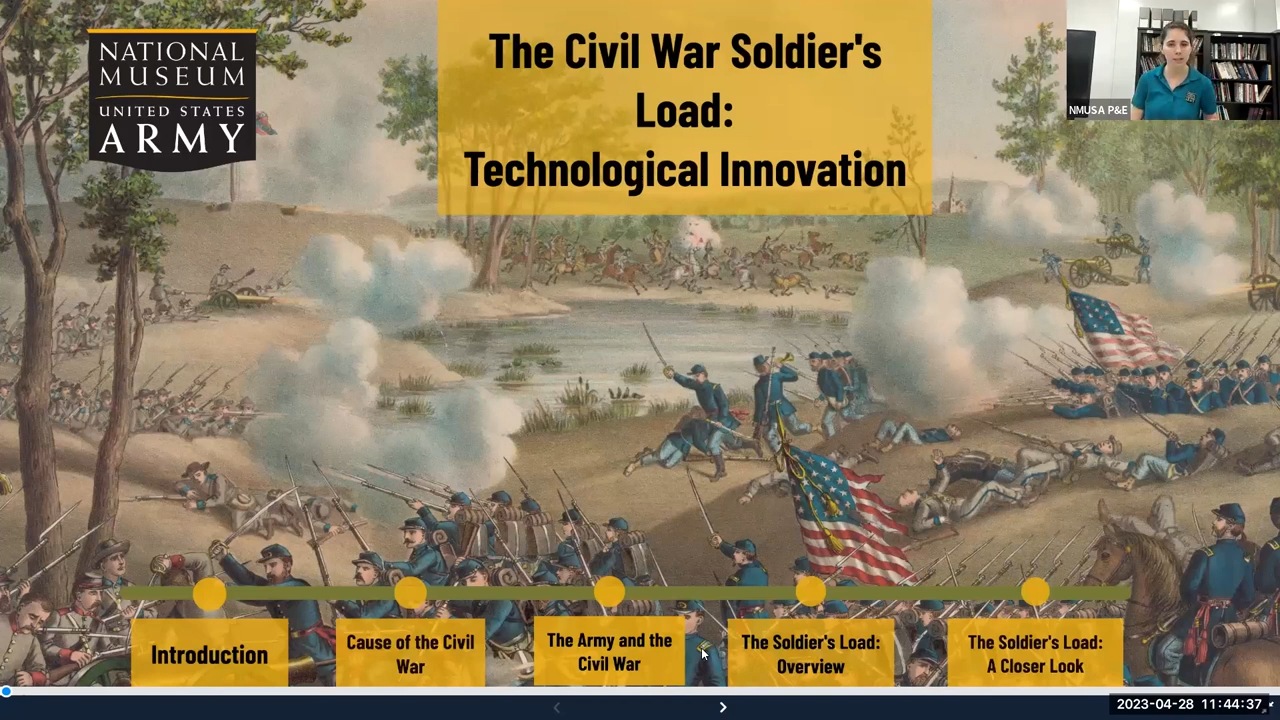 NATIONAL
MUSEUM
UNITED STATES
ARMY
The Civil War Soldier's
Load:
Technological Innovation
NMUSA P&E
Introduction
Cause of the Civil
War
The Army and the
Civil War
The Soldier's Load:
Overview
The Soldier's Load:
A Closer Look
2023-04-28 11:44:37